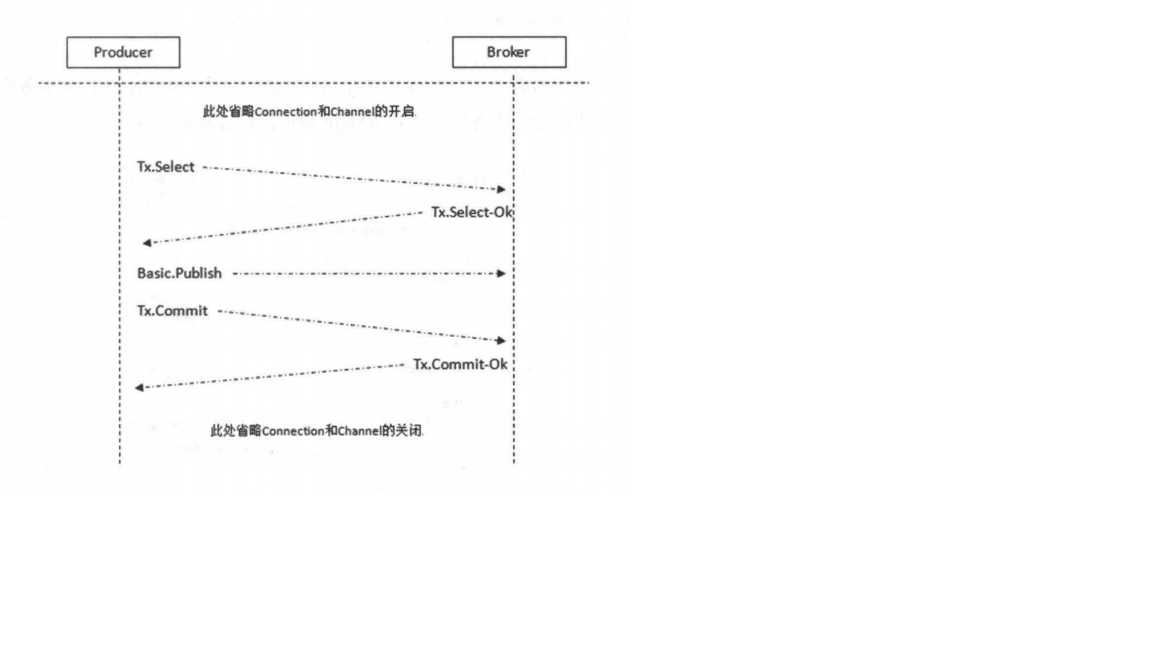 Producer
Broker
此处省略Connection和Channel的开启.
Tx.Select
Tx.Select-Ok
Basic.Publish
Tx.Commit
Tx.Commit-Ok
此处省略Connection和Channel的关闭.